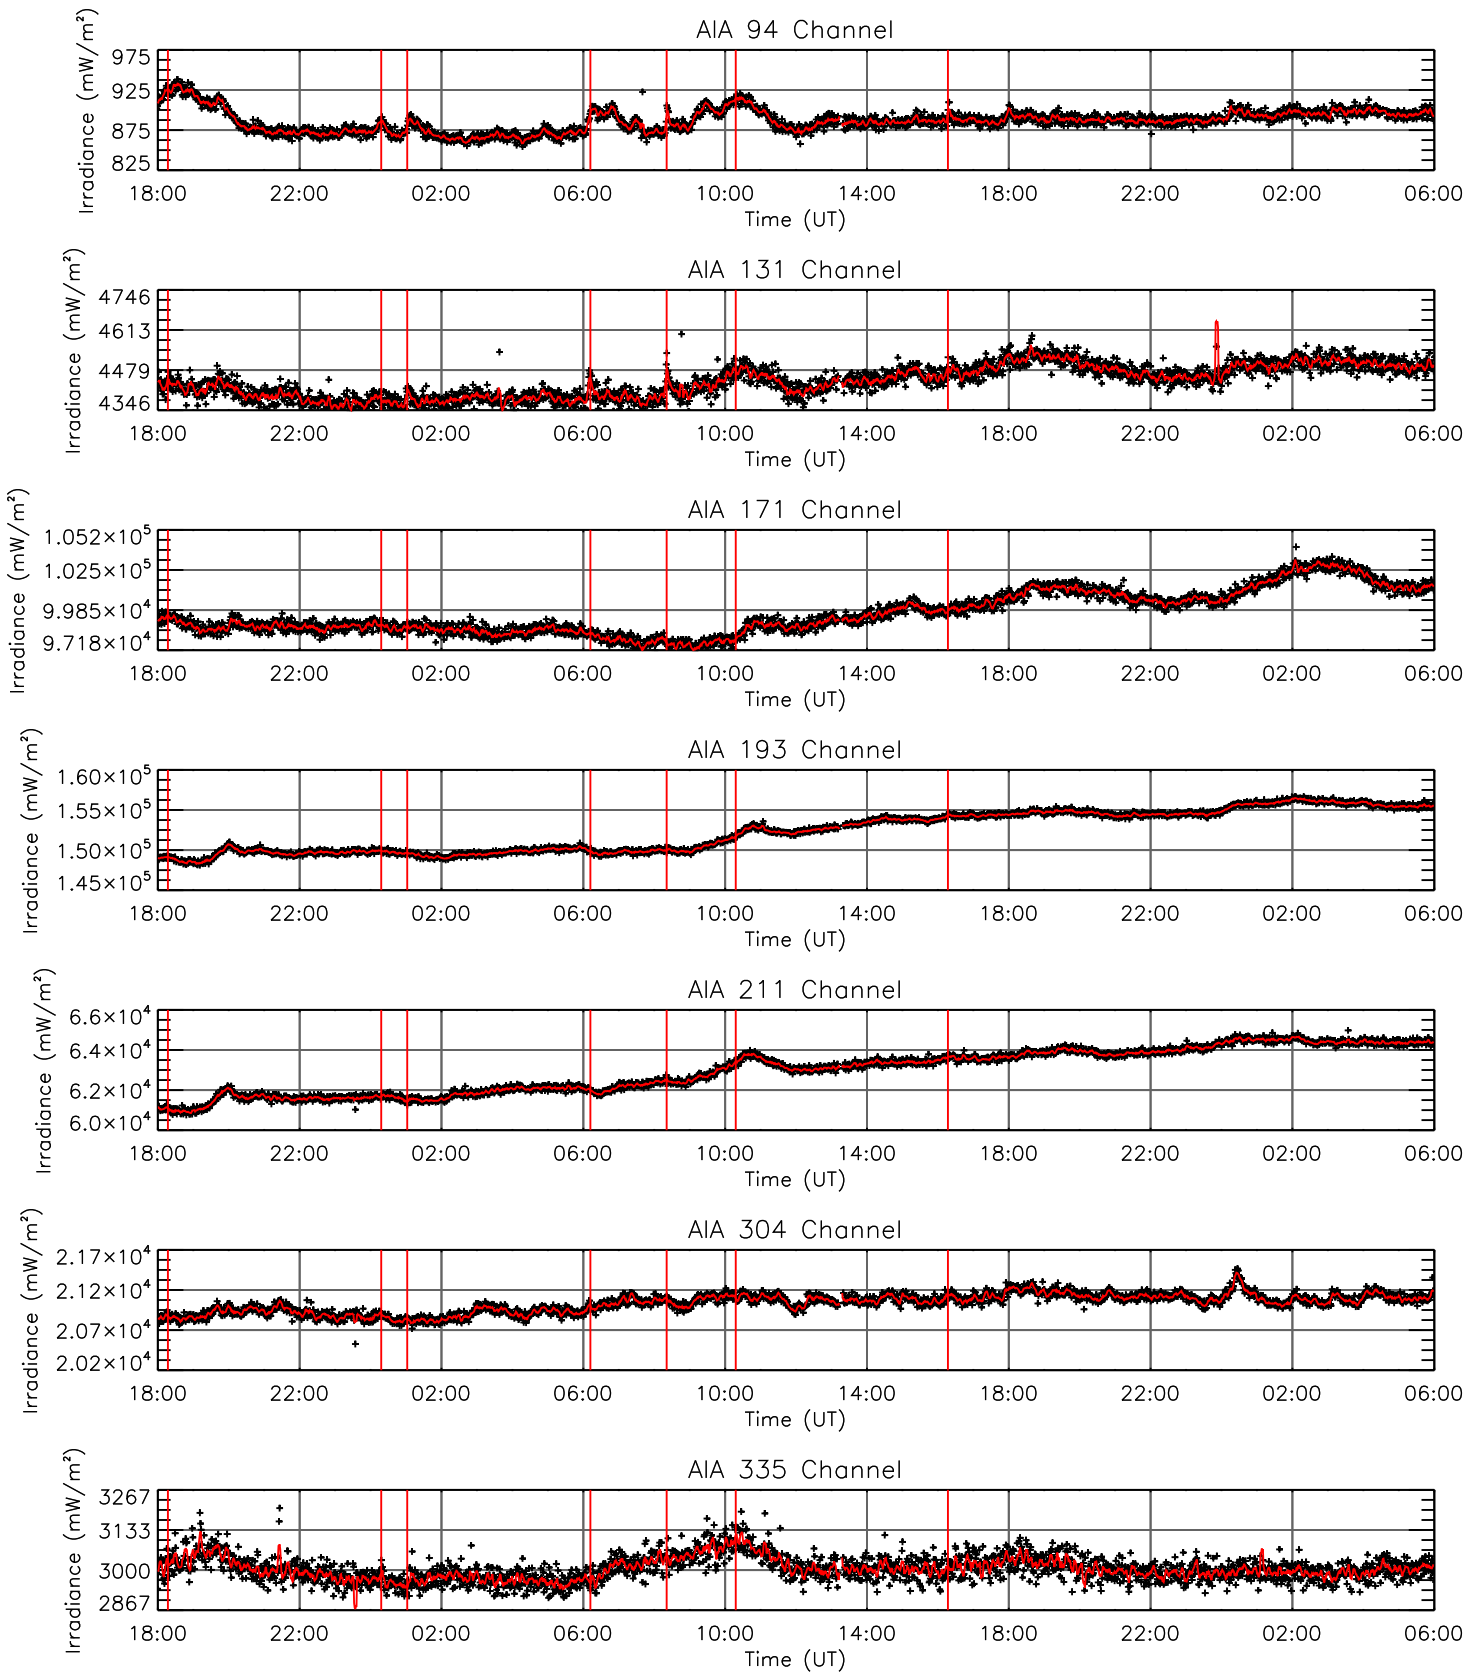 AIA 94 Channel
Irradiance (mW/m²)
975
925
875
825
18:00 22:00 02:00 06:00 10:00 14:00 18:00 22:00 02:00 06:00
Time (UT)
AIA 131 Channel
Irradiance (mW/m²)
4746
4613
4479
4346
18:00 22:00 02:00 06:00 10:00 14:00 18:00 22:00 02:00 06:00
Time (UT)
AIA 171 Channel
Irradiance (mW/m²)
1.052×10⁵
1.025×10⁵
9.985×10⁴
9.718×10⁴
18:00 22:00 02:00 06:00 10:00 14:00 18:00 22:00 02:00 06:00
Time (UT)
AIA 193 Channel
Irradiance (mW/m²)
1.60×10⁵
1.55×10⁵
1.50×10⁵
1.45×10⁵
18:00 22:00 02:00 06:00 10:00 14:00 18:00 22:00 02:00 06:00
Time (UT)
AIA 211 Channel
Irradiance (mW/m²)
6.6×10⁴
6.4×10⁴
6.2×10⁴
6.0×10⁴
18:00 22:00 02:00 06:00 10:00 14:00 18:00 22:00 02:00 06:00
Time (UT)
AIA 304 Channel
Irradiance (mW/m²)
2.17×10⁴
2.12×10⁴
2.07×10⁴
2.02×10⁴
18:00 22:00 02:00 06:00 10:00 14:00 18:00 22:00 02:00 06:00
Time (UT)
AIA 335 Channel
Irradiance (mW/m²)
3267
3133
3000
2867
18:00 22:00 02:00 06:00 10:00 14:00 18:00 22:00 02:00 06:00
Time (UT)